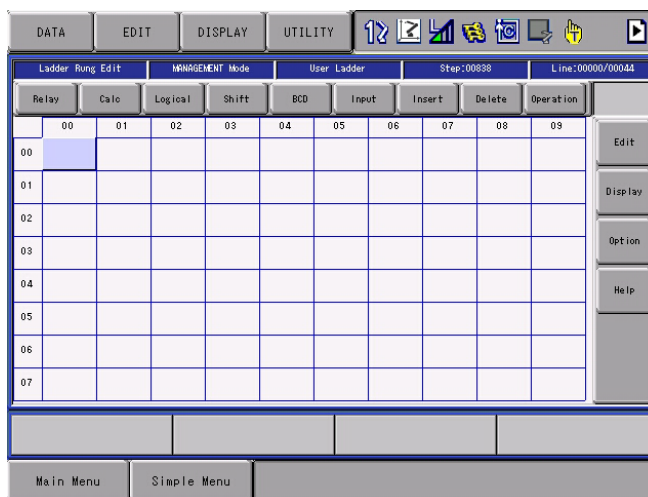 DATA EDIT DISPLAY UTILITY
Ladder Rung Edit MANAGEMENT Mode User Ladder Step:00838 Line:00000/00044
Relay Calc Logical Shift BCD Input Insert Delete Operation
00 01 02 03 04 05 06 07 08 09
00
Edit
01
Display
02
Option
03
04
Help
05
06
07
Main Menu Simple Menu